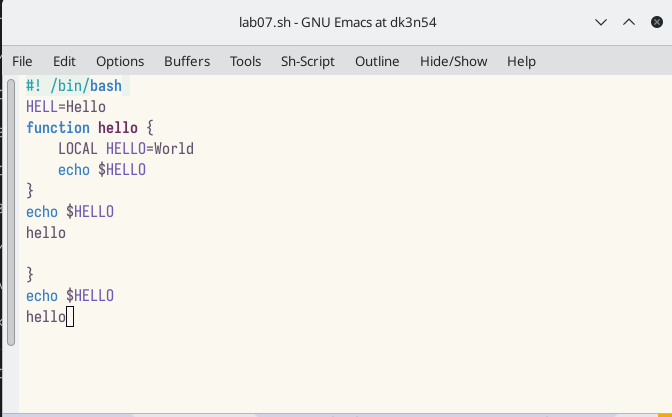 lab07.sh - GNU Emacs at dk3n54
File Edit Options Buffers Tools Sh-Script Outline Hide/Show Help
#! /bin/bash
HELL=Hello
function hello {
    LOCAL HELLO=World
    echo $HELLO
}
echo $HELLO
hello
}
echo $HELLO
hello